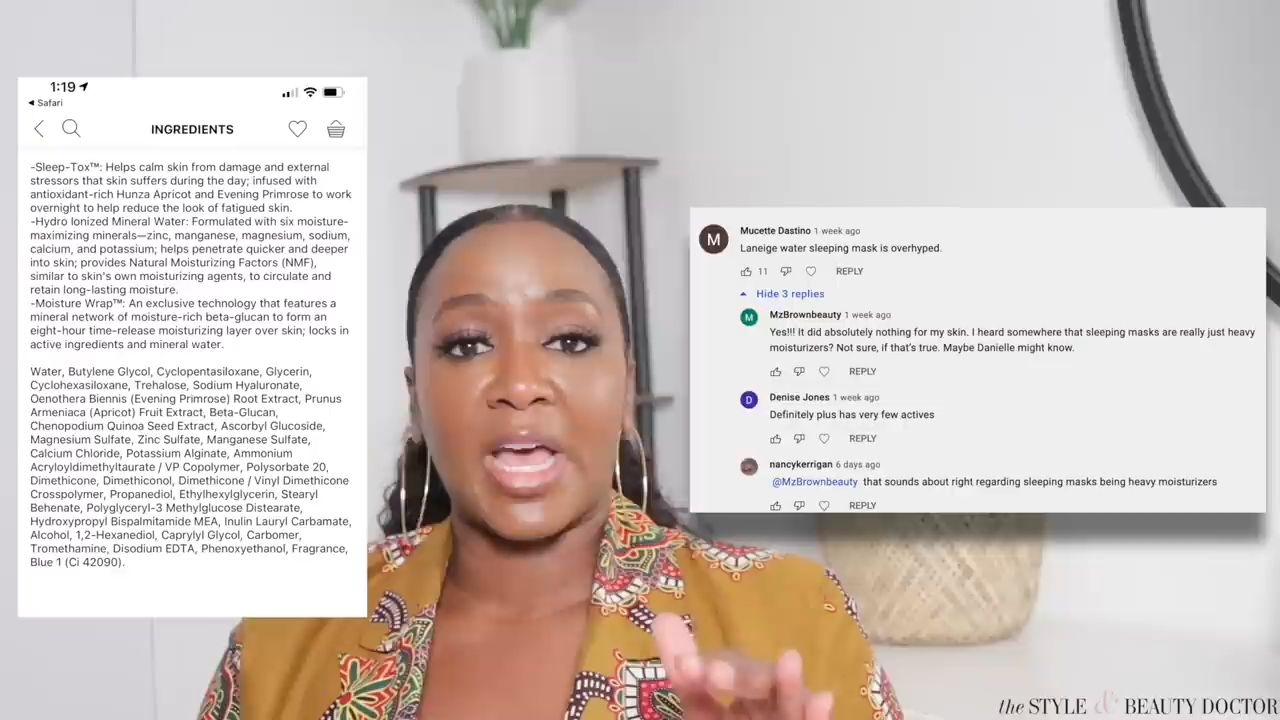 1:19
Safari
INGREDIENTS
-Sleep-Tox™: Helps calm skin from damage and external
stressors that skin suffers during the day; infused with
antioxidant-rich Hunza Apricot and Evening Primrose to work
overnight to help reduce the look of fatigued skin.
-Hydro Ionized Mineral Water: Formulated with six moisture-
maximizing minerals—zinc, manganese, magnesium, sodium,
calcium, and potassium; helps penetrate quicker and deeper
into skin; provides Natural Moisturizing Factors (NMF),
similar to skin's own moisturizing agents, to circulate and
retain long-lasting moisture.
-Moisture Wrap™: An exclusive technology that features a
mineral network of moisture-rich beta-glucan to form an
eight-hour time-release moisturizing layer over skin; locks in
active ingredients and mineral water.
Water, Butylene Glycol, Cyclopentasiloxane, Glycerin,
Cyclohexasiloxane, Trehalose, Sodium Hyaluronate,
Oenothera Biennis (Evening Primrose) Root Extract, Prunus
Armeniaca (Apricot) Fruit Extract, Beta-Glucan,
Chenopodium Quinoa Seed Extract, Ascorbyl Glucoside,
Magnesium Sulfate, Zinc Sulfate, Manganese Sulfate,
Calcium Chloride, Potassium Alginate, Ammonium
Acryloyldimethyltaurate / VP Copolymer, Polysorbate 20,
Dimethicone, Dimethiconol, Dimethicone / Vinyl Dimethicone
Crosspolymer, Propanediol, Ethylhexylglycerin, Stearyl
Behenate, Polyglyceryl-3 Methylglucose Distearate,
Hydroxypropyl Bispalmitamide MEA, Inulin Lauryl Carbamate,
Alcohol, 1,2-Hexanediol, Caprylyl Glycol, Carbomer,
Tromethamine, Disodium EDTA, Phenoxyethanol, Fragrance,
Blue 1 (Ci 42090).
M
Mucette Dastino 1 week ago
Laneige water sleeping mask is overhyped.
11 REPLY
Hide 3 replies
M
MzBrownbeauty 1 week ago
Yes!!! It did absolutely nothing for my skin. I heard somewhere that sleeping masks are really just heavy
moisturizers? Not sure, if that's true. Maybe Danielle might know.
REPLY
D
Denise Jones 1 week ago
Definitely plus has very few actives
REPLY
nancykerrigan 6 days ago
@MzBrownbeauty that sounds about right regarding sleeping masks being heavy moisturizers
REPLY
the STYLE & BEAUTY DOCTOR